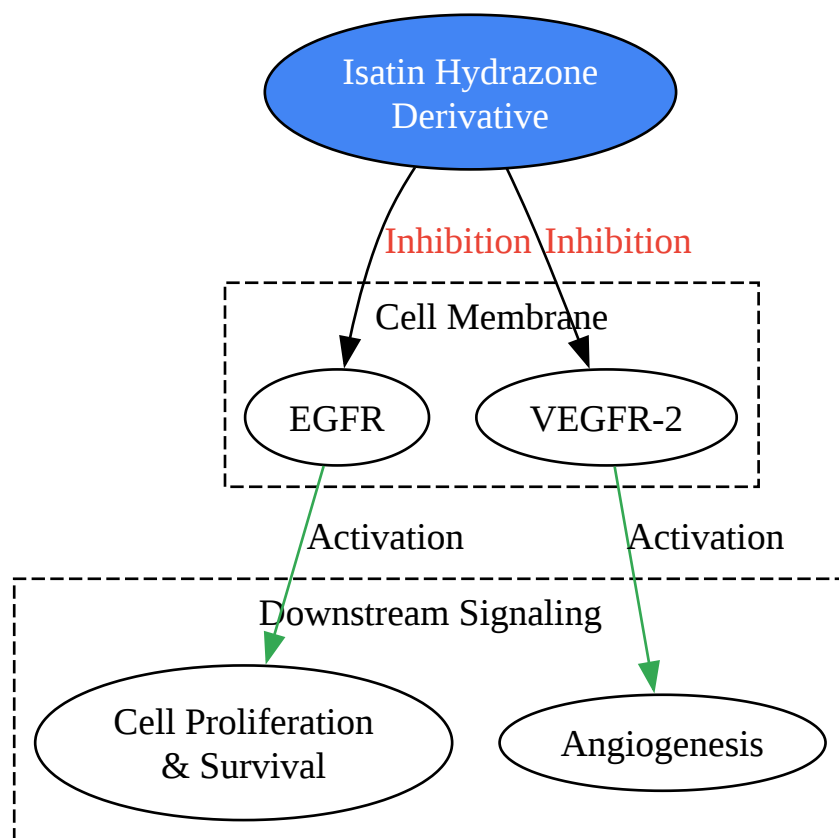 Isatin Hydrazone
Derivative
Inhibition
Inhibition
Cell Membrane
EGFR
VEGFR-2
Activation
Activation
Downstream Signaling
Cell Proliferation
& Survival
Angiogenesis